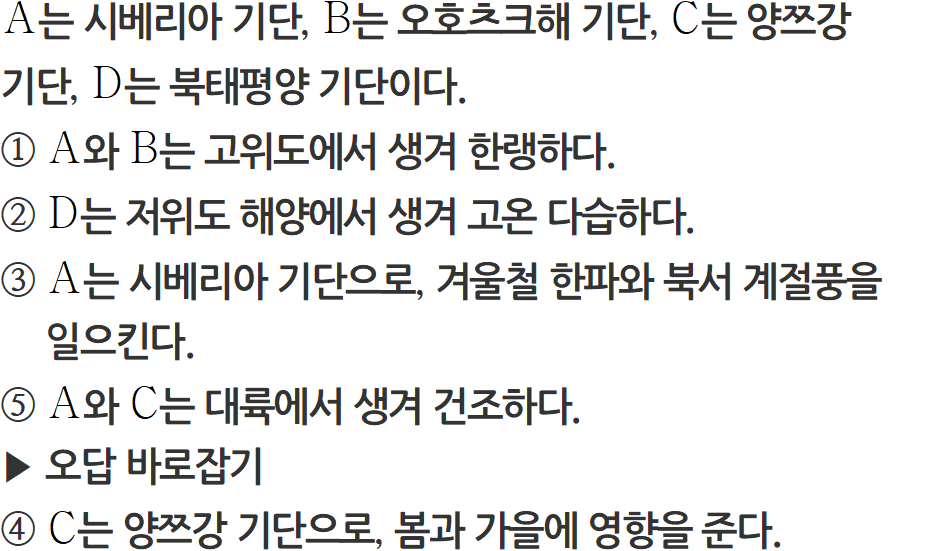 A는 시베리아 기단, B는 오호츠크해 기단, C는 양쯔강
기단, D는 북태평양 기단이다.
① A와 B는 고위도에서 생겨 한랭하다.
② D는 저위도 해양에서 생겨 고온 다습하다.
③ A는 시베리아 기단으로, 겨울철 한파와 북서 계절풍을
일으킨다.
⑤ A와 C는 대륙에서 생겨 건조하다.
▶ 오답 바로잡기
④ C는 양쯔강 기단으로, 봄과 가을에 영향을 준다.